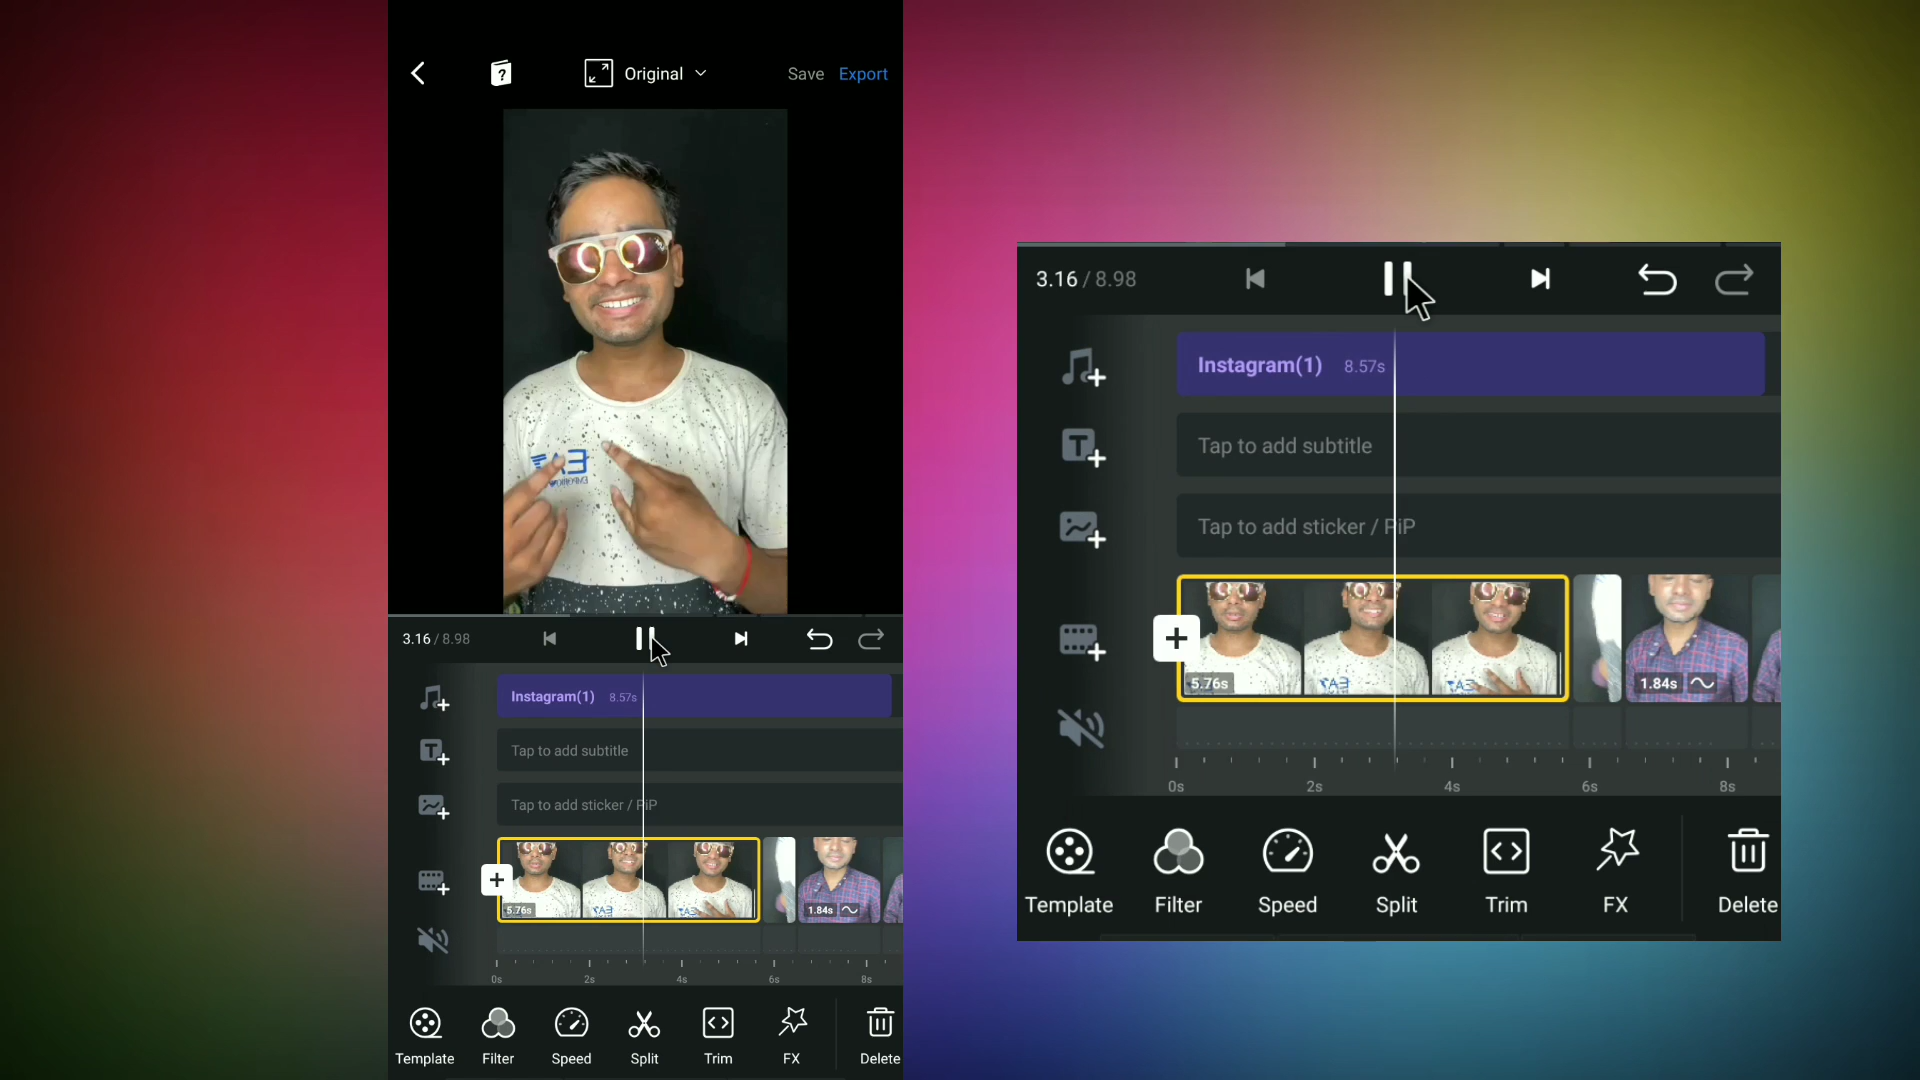 Original
Save
Export
3.16 / 8.98
Instagram(1) 8.57s
Tap to add subtitle
Tap to add sticker / PiP
5.76s
1.84s
0s 2s 4s 6s 8s
Template Filter Speed Split Trim FX Delete
3.16 / 8.98
Instagram(1) 8.57s
Tap to add subtitle
Tap to add sticker / PiP
5.76s
1.84s
0s 2s 4s 6s 8s
Template Filter Speed Split Trim FX Delete